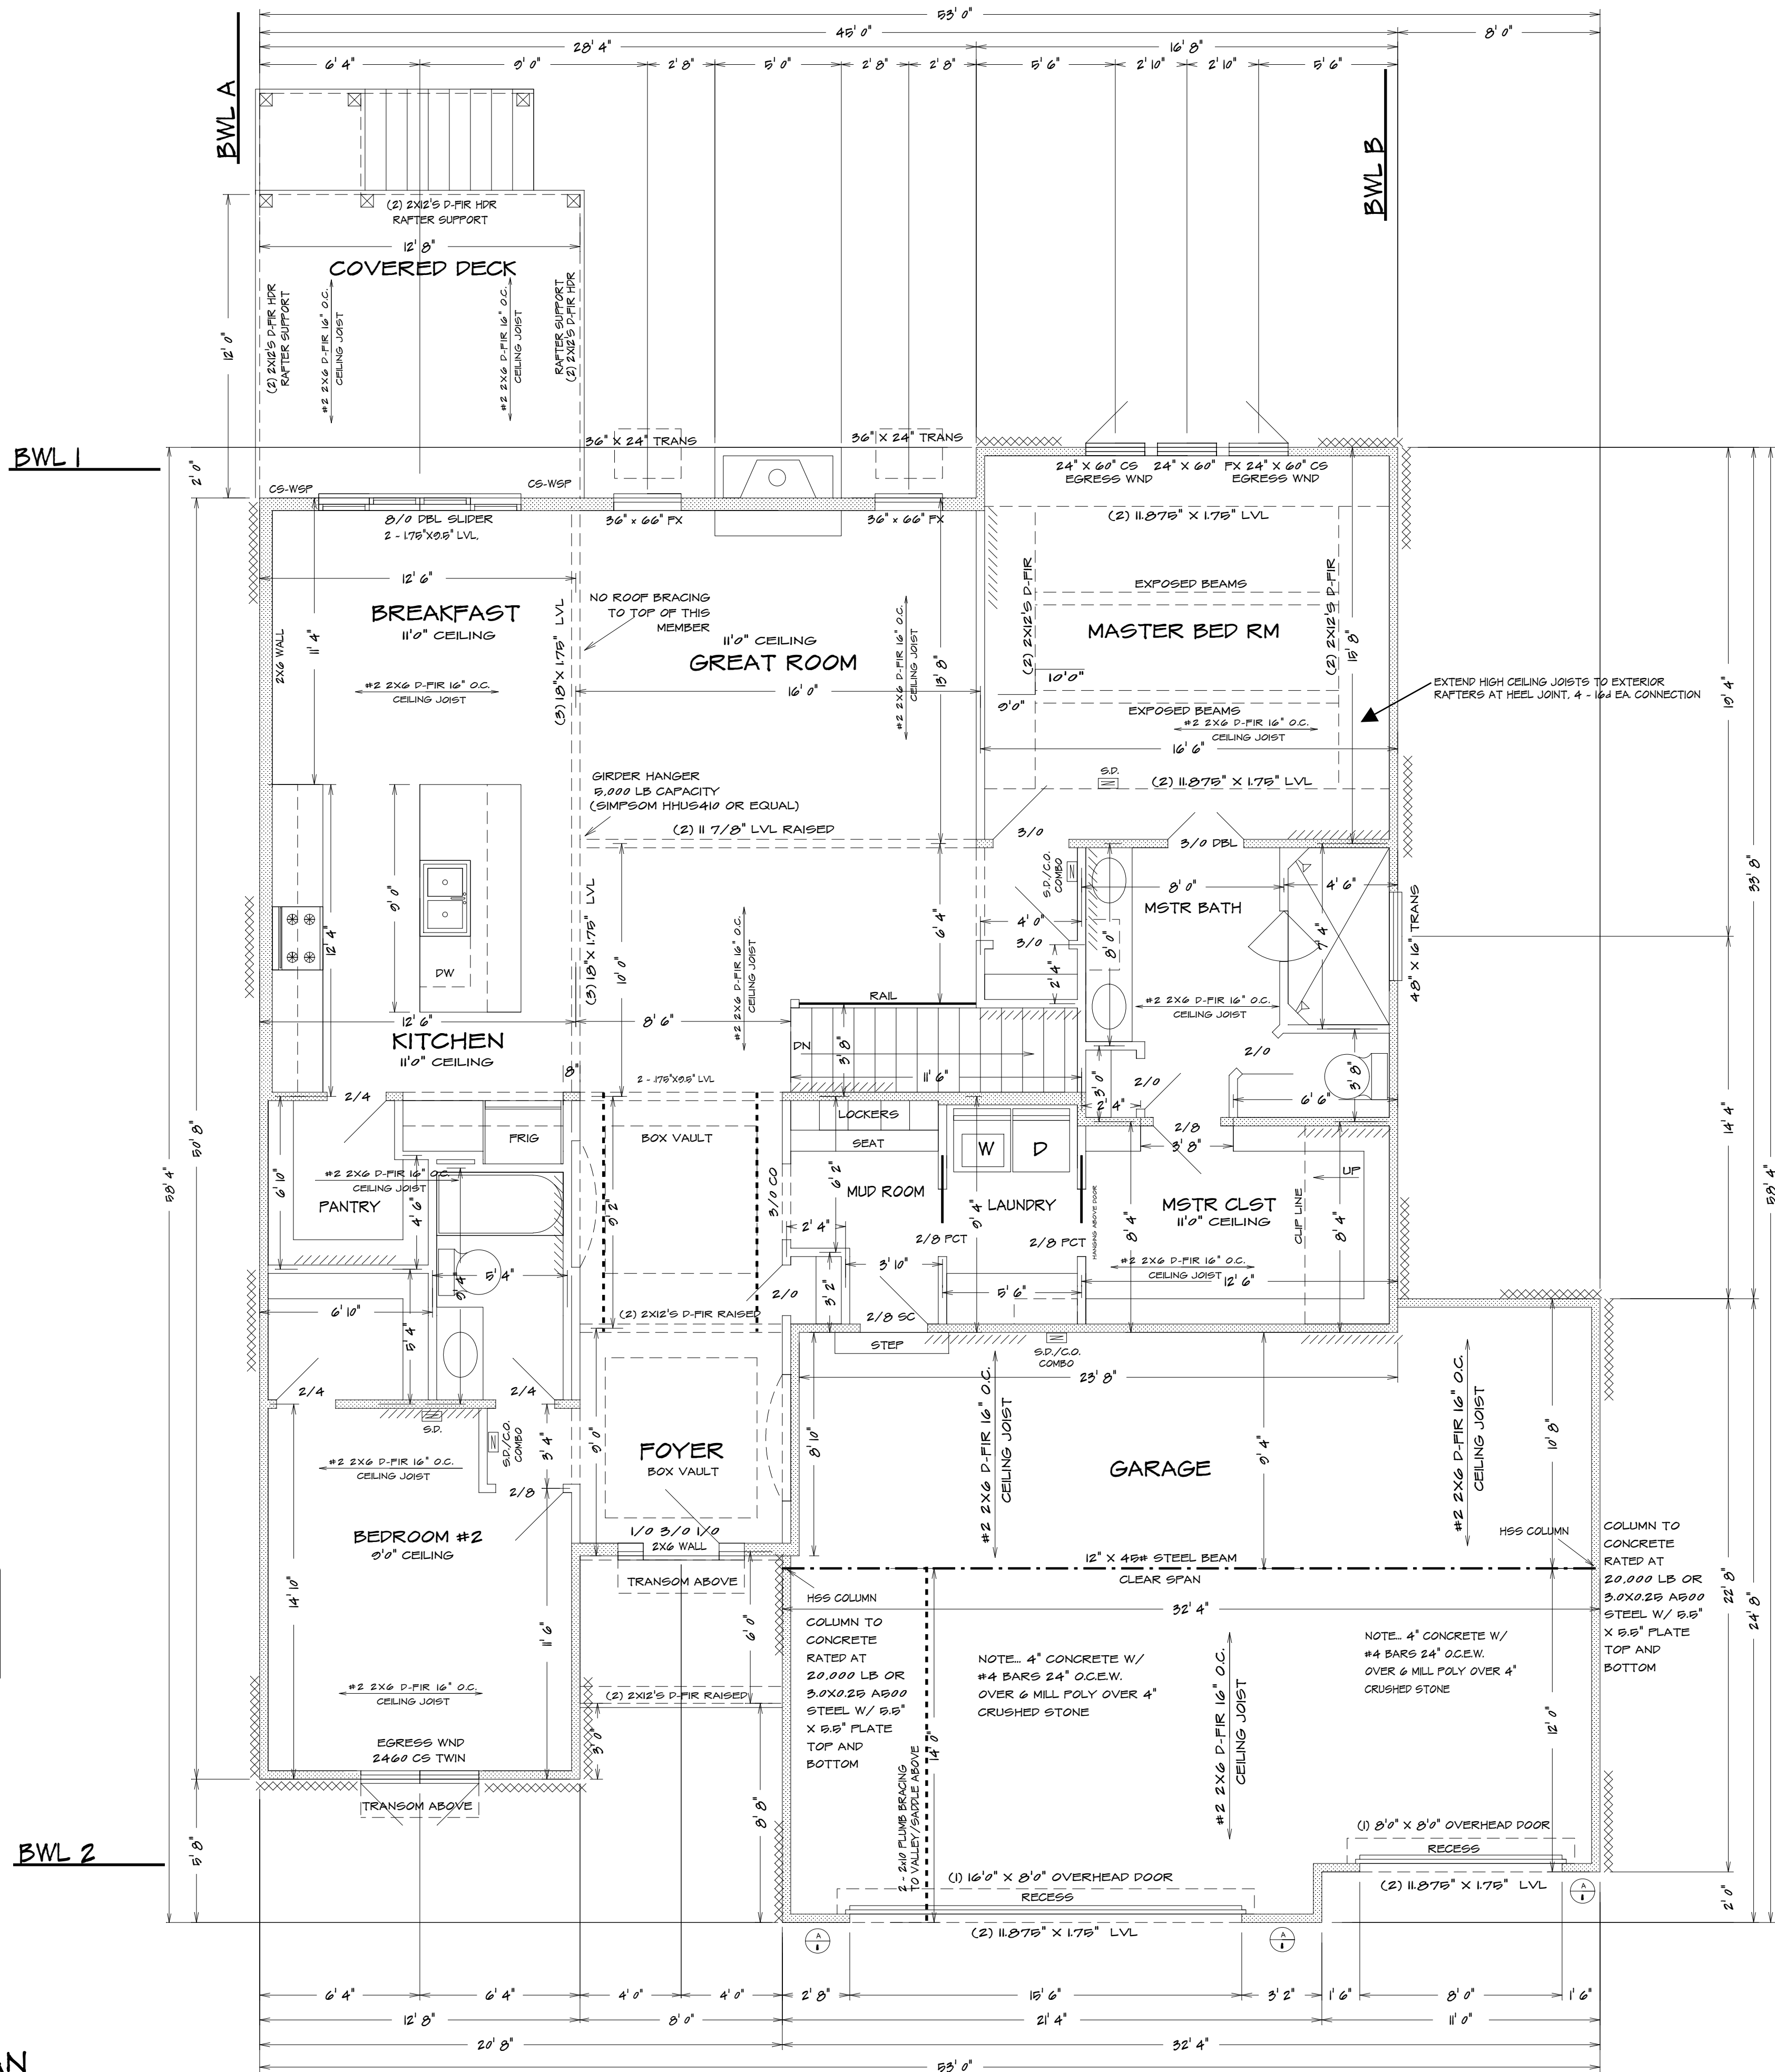 53' 0"
45' 0"
8' 0"
28' 4"
16' 8"
6' 4"
9' 0"
2' 8"
5' 0"
2' 8"
2' 8"
5' 6"
2' 10"
2' 10"
5' 6"
BWL A
BWL B
(2) 2X12'S D-FIR HDR
RAFTER SUPPORT
12' 8"
COVERED DECK
(2) 2X12'S D-FIR HDR
RAFTER SUPPORT
#2 2X6 D-FIR 16" O.C.
CEILING JOIST
#2 2X6 D-FIR 16" O.C.
CEILING JOIST
RAFTER SUPPORT
(2) 2X12'S D-FIR HDR
12' 0"
BWL 1
2' 0"
36" X 24" TRANS
36" X 24" TRANS
24" X 60" CS
EGRESS WND
24" X 60" FX
24" X 60" CS
EGRESS WND
CS-WSP
CS-WSP
8/0 DBL SLIDER
2 - 1.75"X9.5" LVL,
36" x 66" FX
36" x 66" FX
(2) 11.875" X 1.75" LVL
12' 6"
BREAKFAST
11'0" CEILING
2X6 WALL
11' 4"
#2 2X6 D-FIR 16" O.C.
CEILING JOIST
(3) 18" X 1.75" LVL
NO ROOF BRACING
TO TOP OF THIS
MEMBER
11'0" CEILING
GREAT ROOM
16' 0"
#2 2X6 D-FIR 16" O.C.
CEILING JOIST
13' 8"
(2) 2X12'S D-FIR
EXPOSED BEAMS
MASTER BED RM
(2) 2X12'S D-FIR
15' 8"
10'0"
9'0"
EXPOSED BEAMS
#2 2X6 D-FIR 16" O.C.
CEILING JOIST
16' 6"
EXTEND HIGH CEILING JOISTS TO EXTERIOR
RAFTERS AT HEEL JOINT, 4 - 16d EA. CONNECTION
19' 4"
33' 8"
S.D.
(2) 11.875" X 1.75" LVL
GIRDER HANGER
5,000 LB CAPACITY
(SIMPSOM HHUS410 OR EQUAL)
(2) 11 7/8" LVL RAISED
3/0
3/0 DBL
S.D./C.O.
COMBO
8' 0"
MSTR BATH
4' 6"
7' 4"
8' 0"
4' 0"
3/0
2' 4"
48" X 16" TRANS
9' 0"
12' 4"
DW
(3) 18" X 1.75" LVL
10' 0"
#2 2X6 D-FIR 16" O.C.
CEILING JOIST
6' 4"
RAIL
#2 2X6 D-FIR 16" O.C.
CEILING JOIST
12' 6"
8' 6"
KITCHEN
11'0" CEILING
DN
3' 8"
11' 6"
2/0
3' 8"
8"
2 - .175"X9.5" LVL
3' 0"
2/0
2' 4"
6' 6"
2/4
FRIG
BOX VAULT
LOCKERS
SEAT
W
D
2/8
3' 8"
14' 4"
50' 8"
58' 4"
58' 4"
6' 10"
#2 2X6 D-FIR 16" O.C.
CEILING JOIST
PANTRY
4' 6"
9' 2"
3/0 CO
6' 2"
MUD ROOM
LAUNDRY
9' 4"
HANGING ABOVE DOOR
8' 4"
MSTR CLST
11'0" CEILING
UP
CLIP LINE
8' 4"
2' 4"
2/8 PCT
2/8 PCT
3' 10"
#2 2X6 D-FIR 16" O.C.
CEILING JOIST
12' 6"
5' 4"
9' 4"
6' 10"
5' 4"
2/0
3' 2"
5' 6"
(2) 2X12'S D-FIR RAISED
2/8 SC
STEP
S.D./C.O.
COMBO
2/4
2/4
S.D.
S.D./C.O.
COMBO
3' 4"
9' 0"
23' 8"
8' 10"
#2 2X6 D-FIR 16" O.C.
CEILING JOIST
9' 4"
#2 2X6 D-FIR 16" O.C.
CEILING JOIST
10' 8"
FOYER
BOX VAULT
GARAGE
#2 2X6 D-FIR 16" O.C.
CEILING JOIST
2/8
BEDROOM #2
9'0" CEILING
1/0 3/0 1/0
2X6 WALL
TRANSOM ABOVE
12" X 45# STEEL BEAM
CLEAR SPAN
HSS COLUMN
COLUMN TO
CONCRETE
RATED AT
20,000 LB OR
3.0X0.25 A500
STEEL W/ 5.5"
X 5.5" PLATE
TOP AND
BOTTOM
22' 8"
24' 8"
14' 10"
11' 6"
6' 0"
HSS COLUMN
COLUMN TO
CONCRETE
RATED AT
20,000 LB OR
3.0X0.25 A500
STEEL W/ 5.5"
X 5.5" PLATE
TOP AND
BOTTOM
32' 4"
NOTE... 4" CONCRETE W/
#4 BARS 24" O.C.E.W.
OVER 6 MILL POLY OVER 4"
CRUSHED STONE
NOTE... 4" CONCRETE W/
#4 BARS 24" O.C.E.W.
OVER 6 MILL POLY OVER 4"
CRUSHED STONE
#2 2X6 D-FIR 16" O.C.
CEILING JOIST
12' 0"
14' 0"
#2 2X6 D-FIR 16" O.C.
CEILING JOIST
(2) 2X12'S D-FIR RAISED
3' 0"
EGRESS WND
2460 CS TWIN
TRANSOM ABOVE
8' 8"
2 - 2x10 PLUMB BRACING
TO VALLEY/SADDLE ABOVE
(1) 8'0" X 8'0" OVERHEAD DOOR
RECESS
(1) 16'0" X 8'0" OVERHEAD DOOR
RECESS
(2) 11.875" X 1.75" LVL
(2) 11.875" X 1.75" LVL
A
A
A
BWL 2
5' 8"
2' 0"
6' 4"
6' 4"
4' 0"
4' 0"
2' 8"
15' 6"
3' 2"
1' 6"
8' 0"
1' 6"
12' 8"
8' 0"
21' 4"
11' 0"
20' 8"
32' 4"
53' 0"